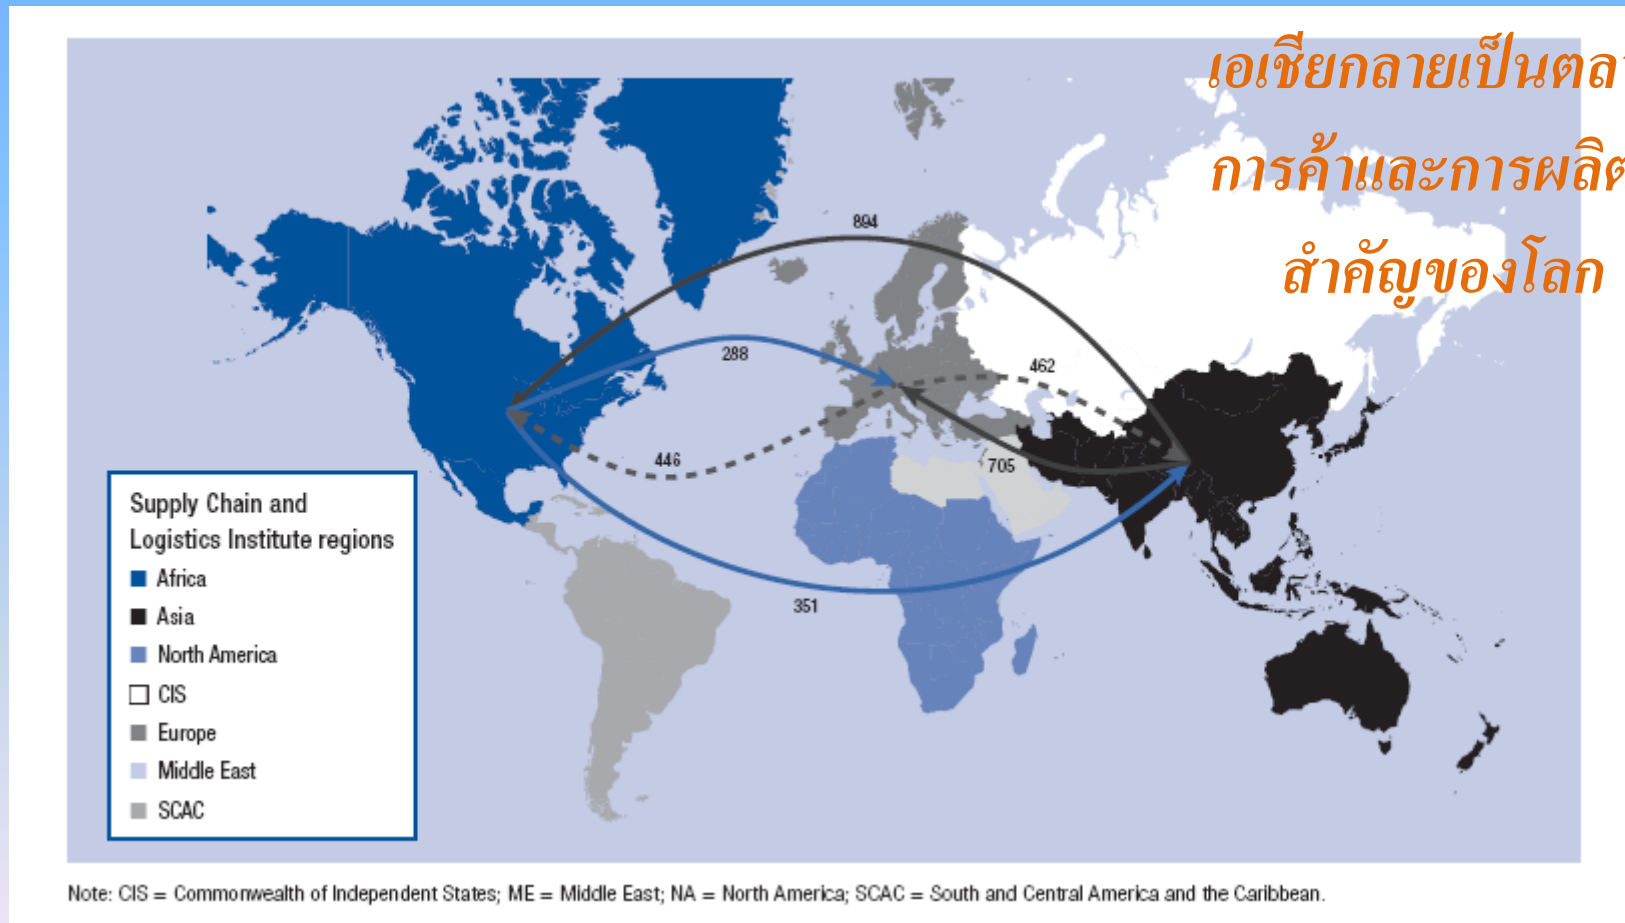 เอเชียกลายเป็นตลา
การค้าและการผลิต
สำคัญของโลก
894
288
462
446
705
351
Supply Chain and
Logistics Institute regions
Africa
Asia
North America
CIS
Europe
Middle East
SCAC
Note: CIS = Commonwealth of Independent States; ME = Middle East; NA = North America; SCAC = South and Central America and the Caribbean.